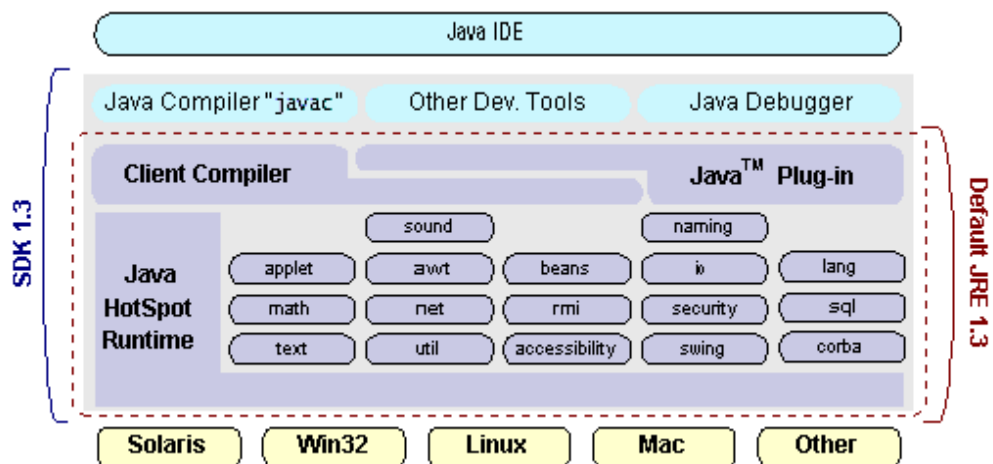 Java IDE
Java Compiler "javac"
Other Dev. Tools
Java Debugger
Client Compiler
Java™ Plug-in
SDK 1.3
Default JRE 1.3
Java
HotSpot
Runtime
sound
naming
applet
awt
beans
io
lang
math
net
rmi
security
sql
text
util
accessibility
swing
corba
Solaris
Win32
Linux
Mac
Other